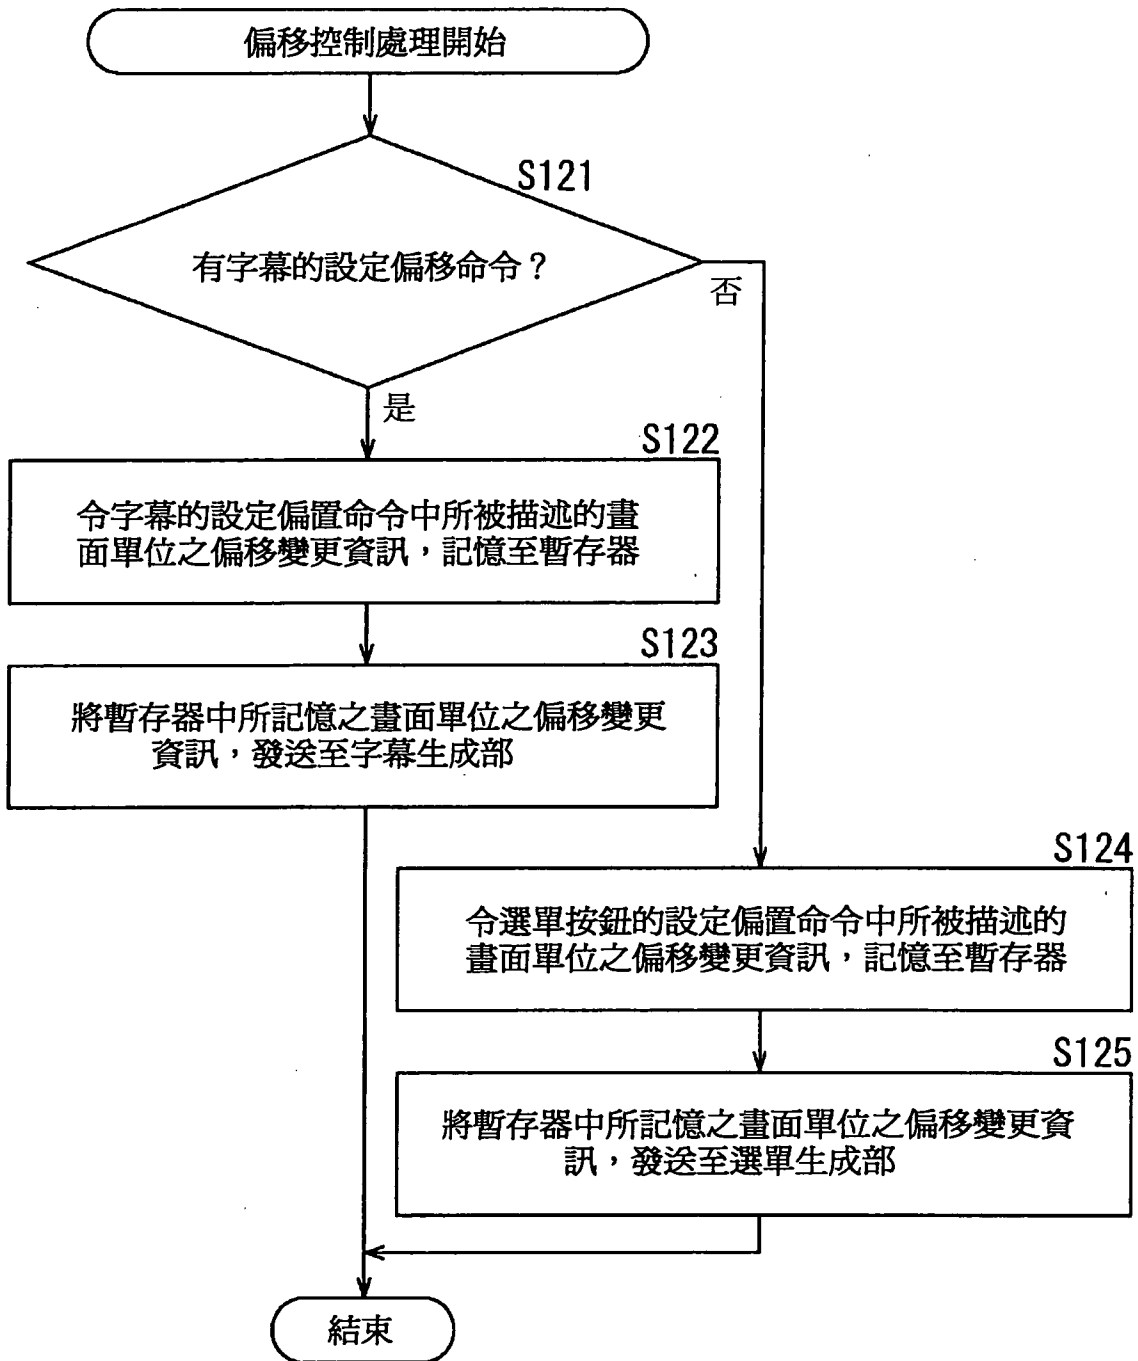 偏移控制處理開始
S121
有字幕的設定偏移命令？
否
是
S122
令字幕的設定偏置命令中所被描述的畫
面單位之偏移變更資訊，記憶至暫存器
S123
將暫存器中所記憶之畫面單位之偏移變更
資訊，發送至字幕生成部
S124
令選單按鈕的設定偏置命令中所被描述的
畫面單位之偏移變更資訊，記憶至暫存器
S125
將暫存器中所記憶之畫面單位之偏移變更資
訊，發送至選單生成部
結束